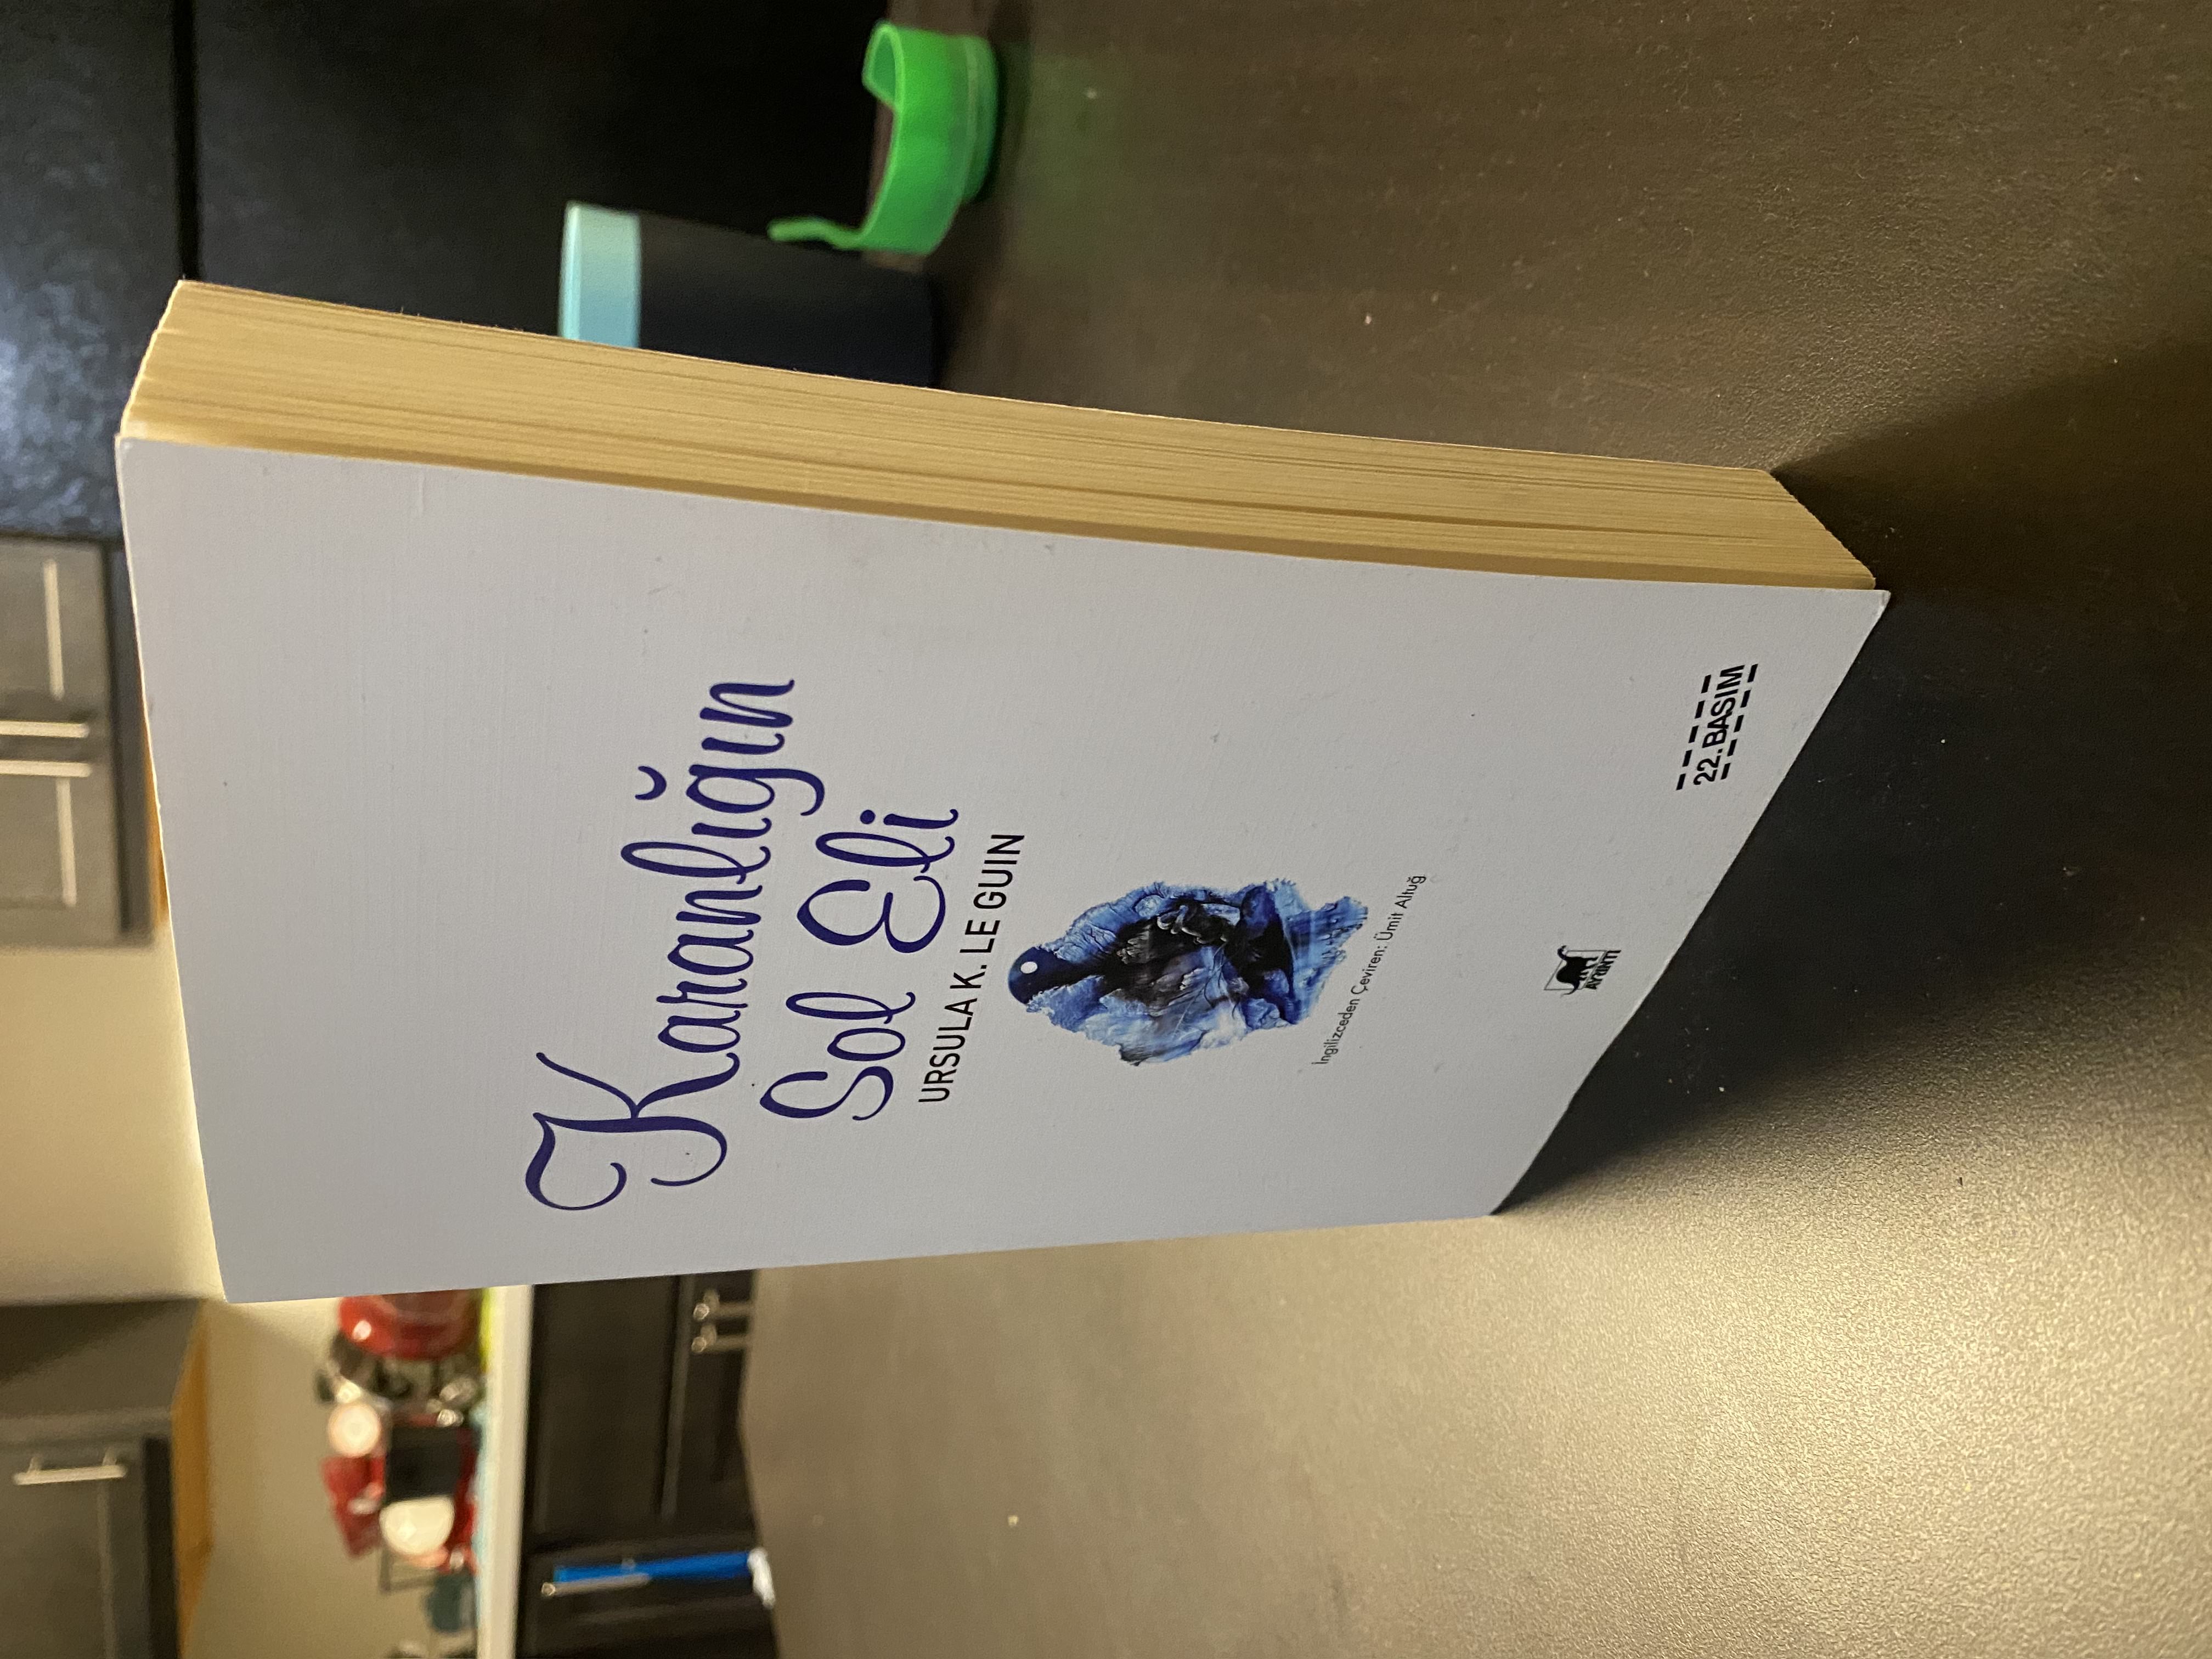 Karanlığın
Sol Eli
URSULA K. LE GUIN
İngilizceden Çeviren: Ümit Altuğ
AYRINTI
22. BASIM